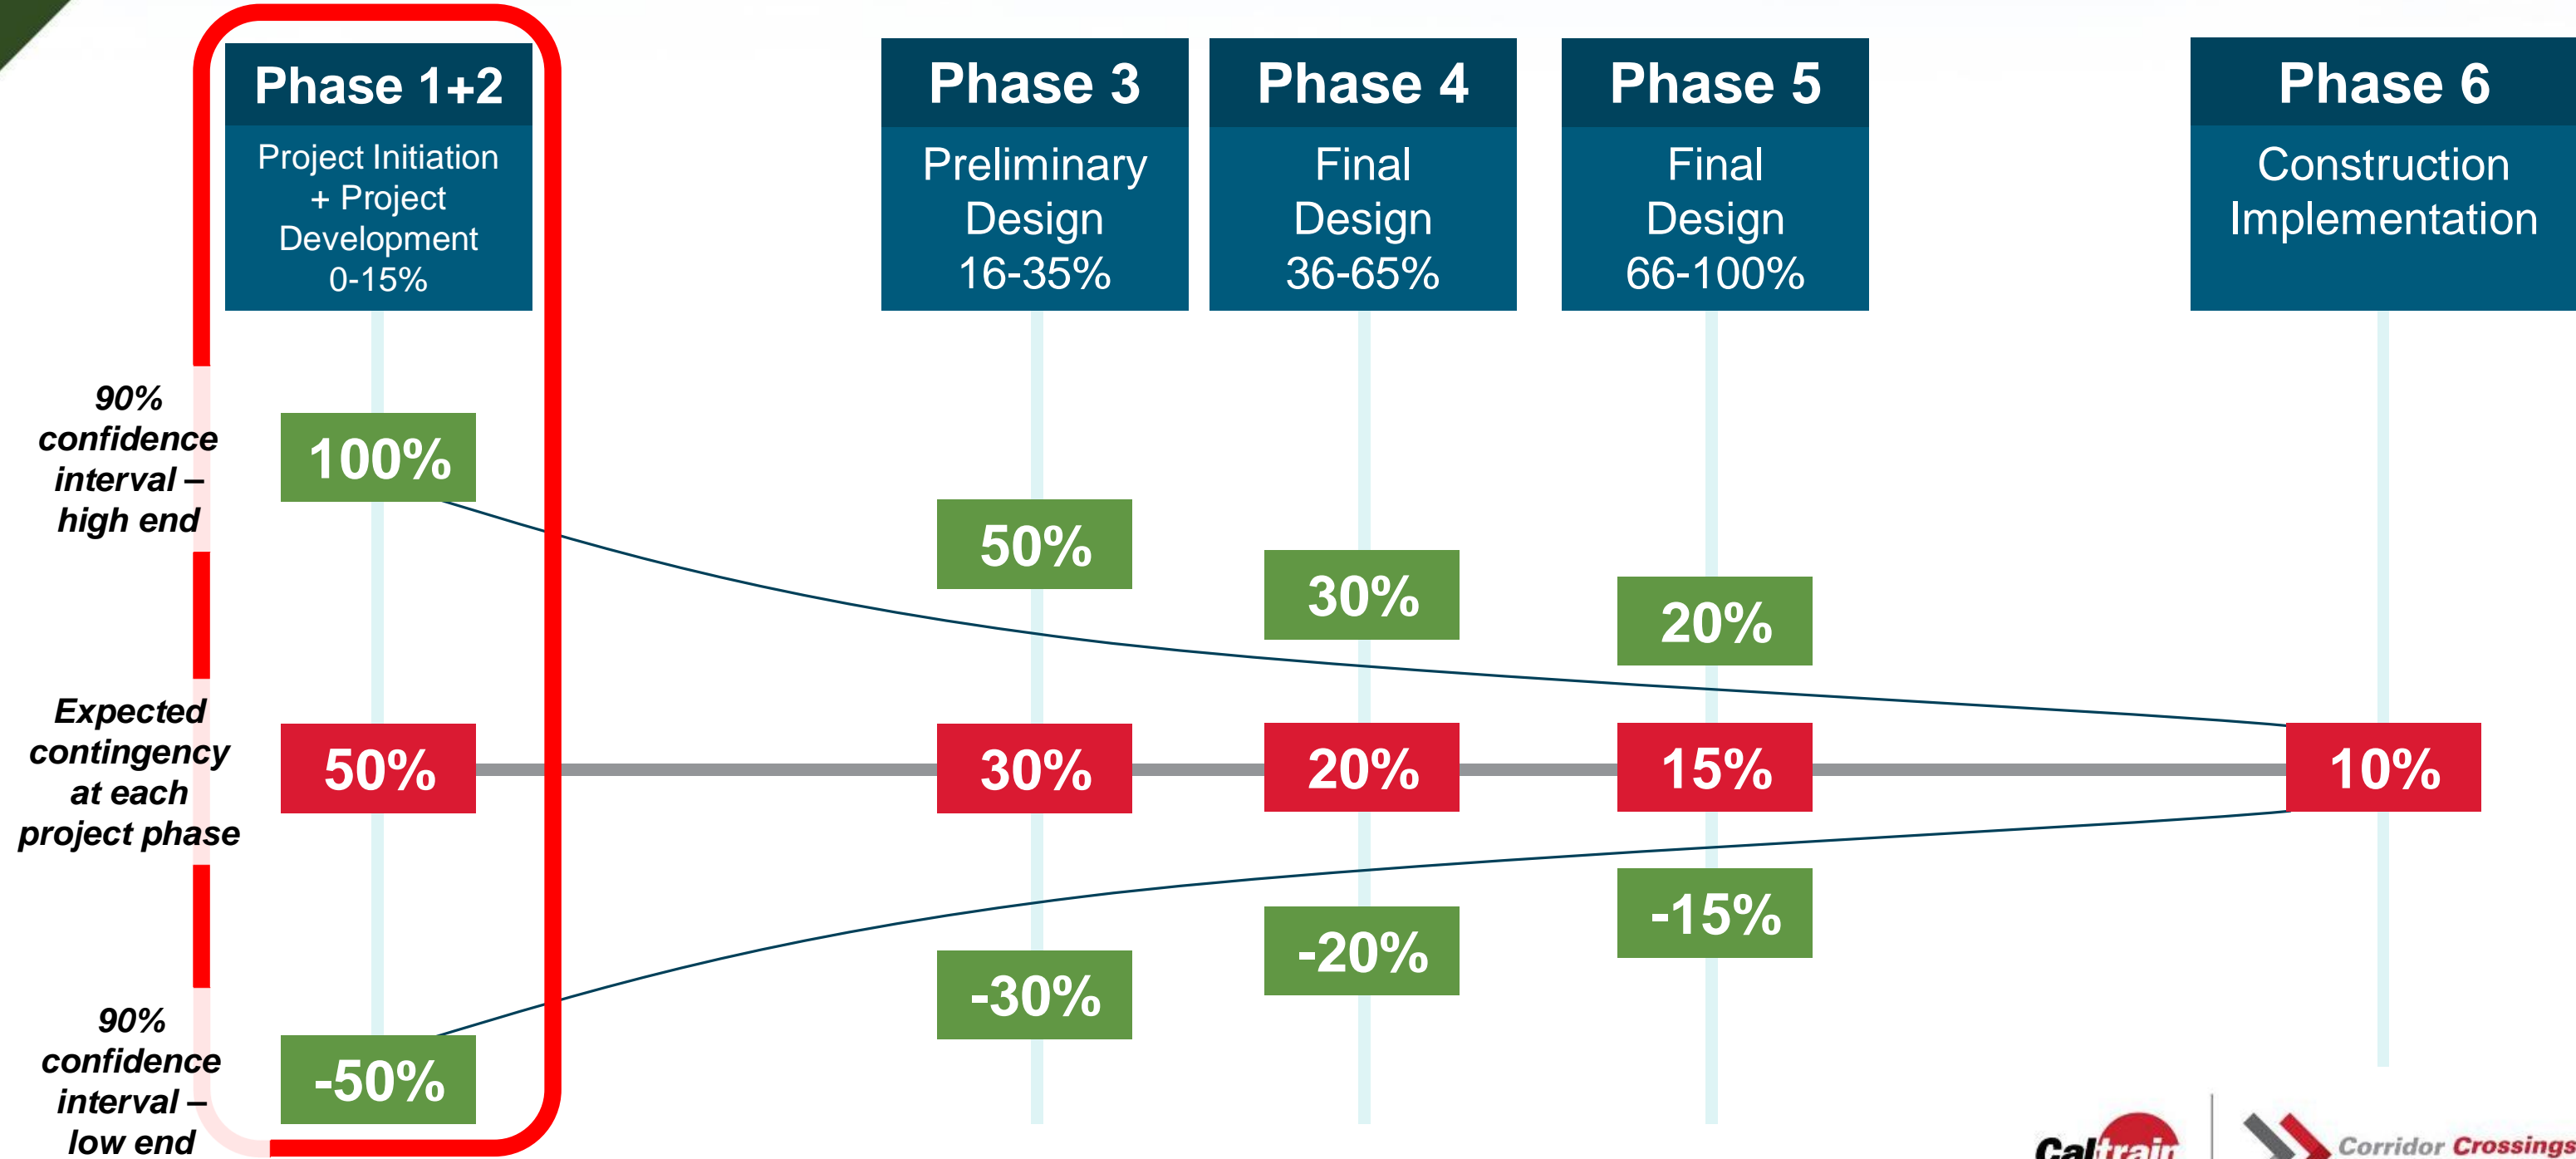 Phase 1+2
Project Initiation
+ Project
Development
0-15%
Phase 3
Preliminary
Design
16-35%
Phase 4
Final
Design
36-65%
Phase 5
Final
Design
66-100%
Phase 6
Construction
Implementation
90%
confidence
interval –
high end
100%
50%
30%
20%
Expected
contingency
at each
project phase
50%
30%
20%
15%
10%
90%
confidence
interval –
low end
-50%
-30%
-20%
-15%
Caltrain
Corridor Crossings